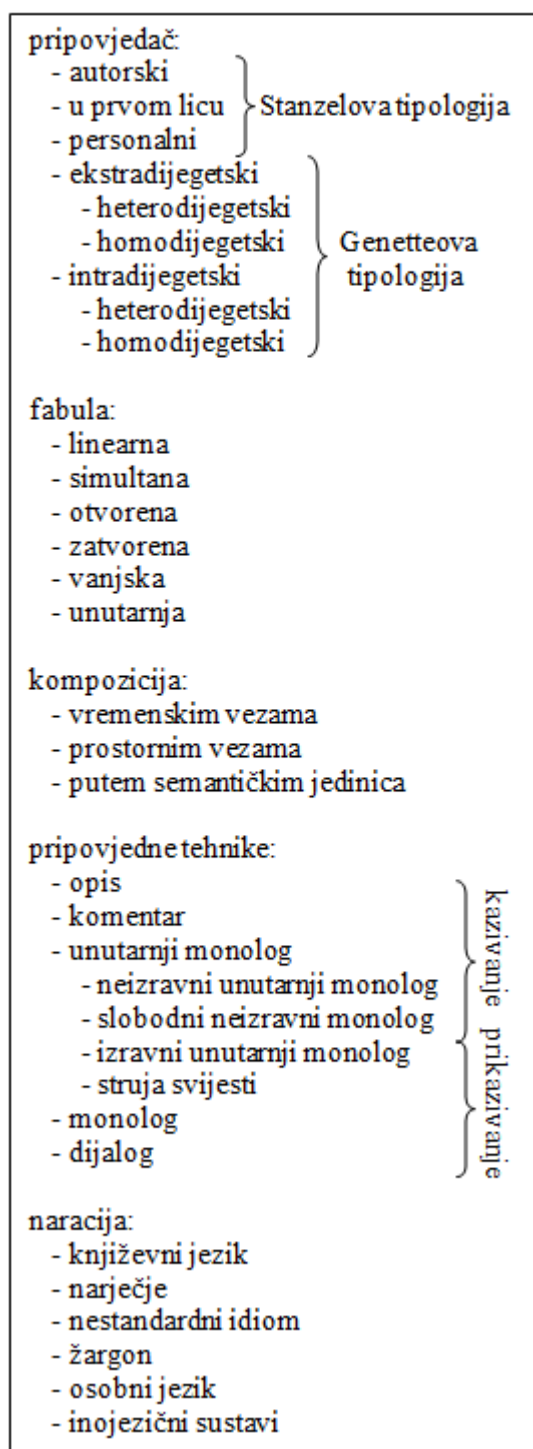 pripovjedač:
- autorski
- u prvom licu
- personalni
Stanzelova tipologija
- ekstradijegetski
- heterodijegetski
- homodijegetski
- intradijegetski
- heterodijegetski
- homodijegetski
Genetteova
tipologija
fabula:
- linearna
- simultana
- otvorena
- zatvorena
- vanjska
- unutarnja
kompozicija:
- vremenskim vezama
- prostornim vezama
- putem semantičkim jedinica
pripovjedne tehnike:
- opis
- komentar
- unutarnji monolog
- neizravni unutarnji monolog
- slobodni neizravni monolog
- izravni unutarnji monolog
- struja svijesti
- monolog
- dijalog
kazivanje
prikazivanje
naracija:
- književni jezik
- narječje
- nestandardni idiom
- žargon
- osobni jezik
- inojezični sustavi